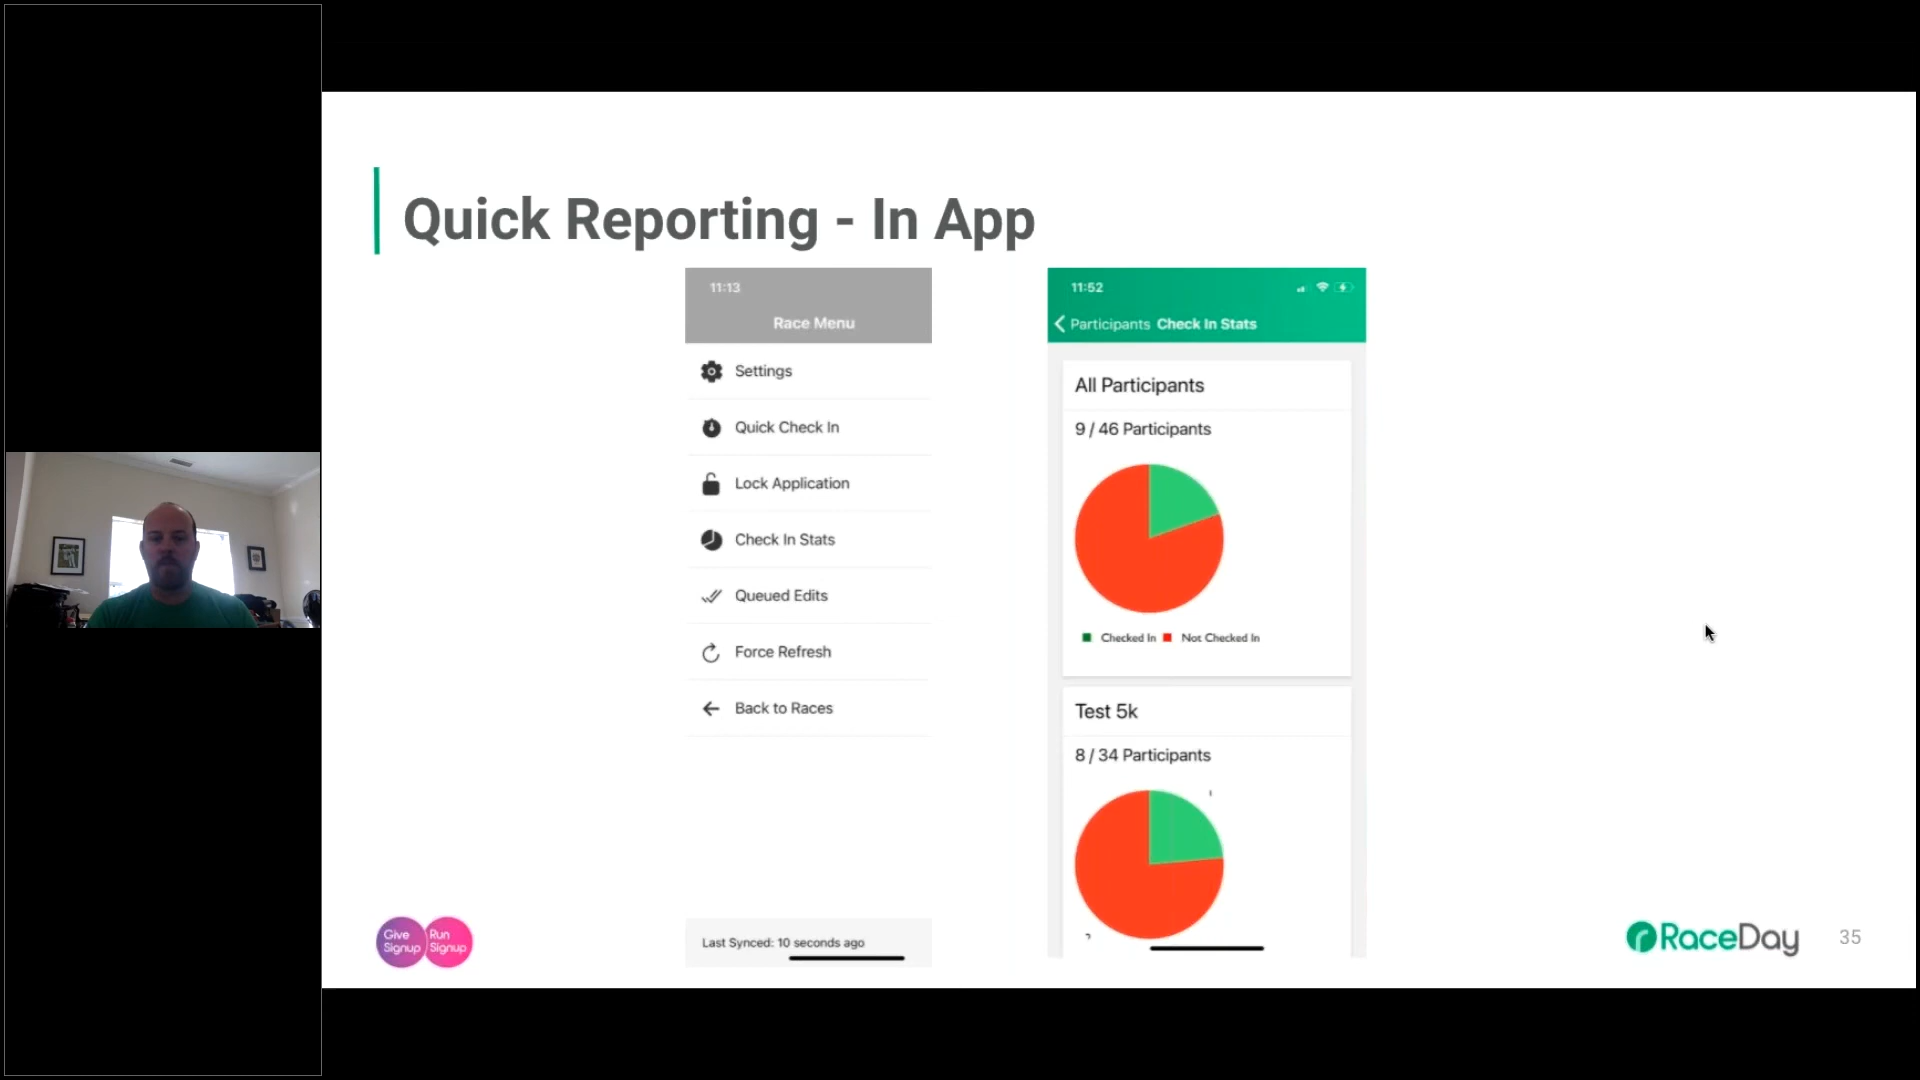 Quick Reporting - In App
11:13
Race Menu
Settings
Quick Check In
Lock Application
Check In Stats
Queued Edits
Force Refresh
Back to Races
Last Synced: 10 seconds ago
11:52
Participants Check In Stats
All Participants
9 / 46 Participants
Checked In Not Checked In
Test 5k
8 / 34 Participants
Give
Signup
Run
Signup
RaceDay
35